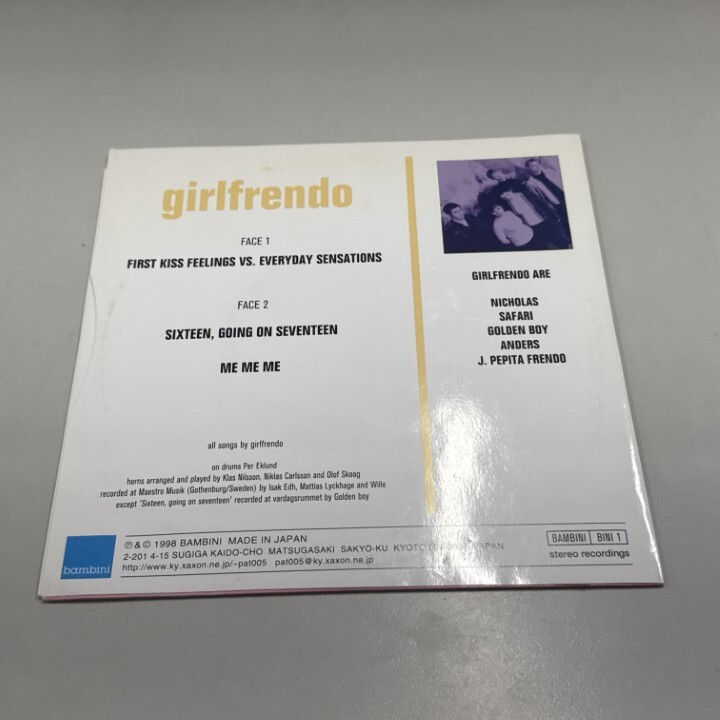 girlfrendo
FACE 1
FIRST KISS FEELINGS VS. EVERYDAY SENSATIONS
FACE 2
SIXTEEN, GOING ON SEVENTEEN
ME ME ME
all songs by girlfrendo
on drums Per Eklund
horns arranged and played by Klas Nilsson, Niklas Carlsson and Olof Skoog
recorded at Maestro Musik (Gothenburg/Sweden) by Isak Edh, Mattias Lyckhage and Wille
except 'Sixteen, going on seventeen' recorded at vardagsrummet by Golden boy
GIRLFRENDO ARE
NICHOLAS
SAFARI
GOLDEN BOY
ANDERS
J. PEPITA FRENDO
bambini
℗ & © 1998 BAMBINI MADE IN JAPAN
2-201 4-15 SUGIGA KAIDO-CHO MATSUGASAKI SAKYO-KU KYOTO JAPAN
http://www.ky.xaxon.ne.jp/~pat005 pat005@ky.xaxon.ne.jp
BAMBINI BINI 1
stereo recordings